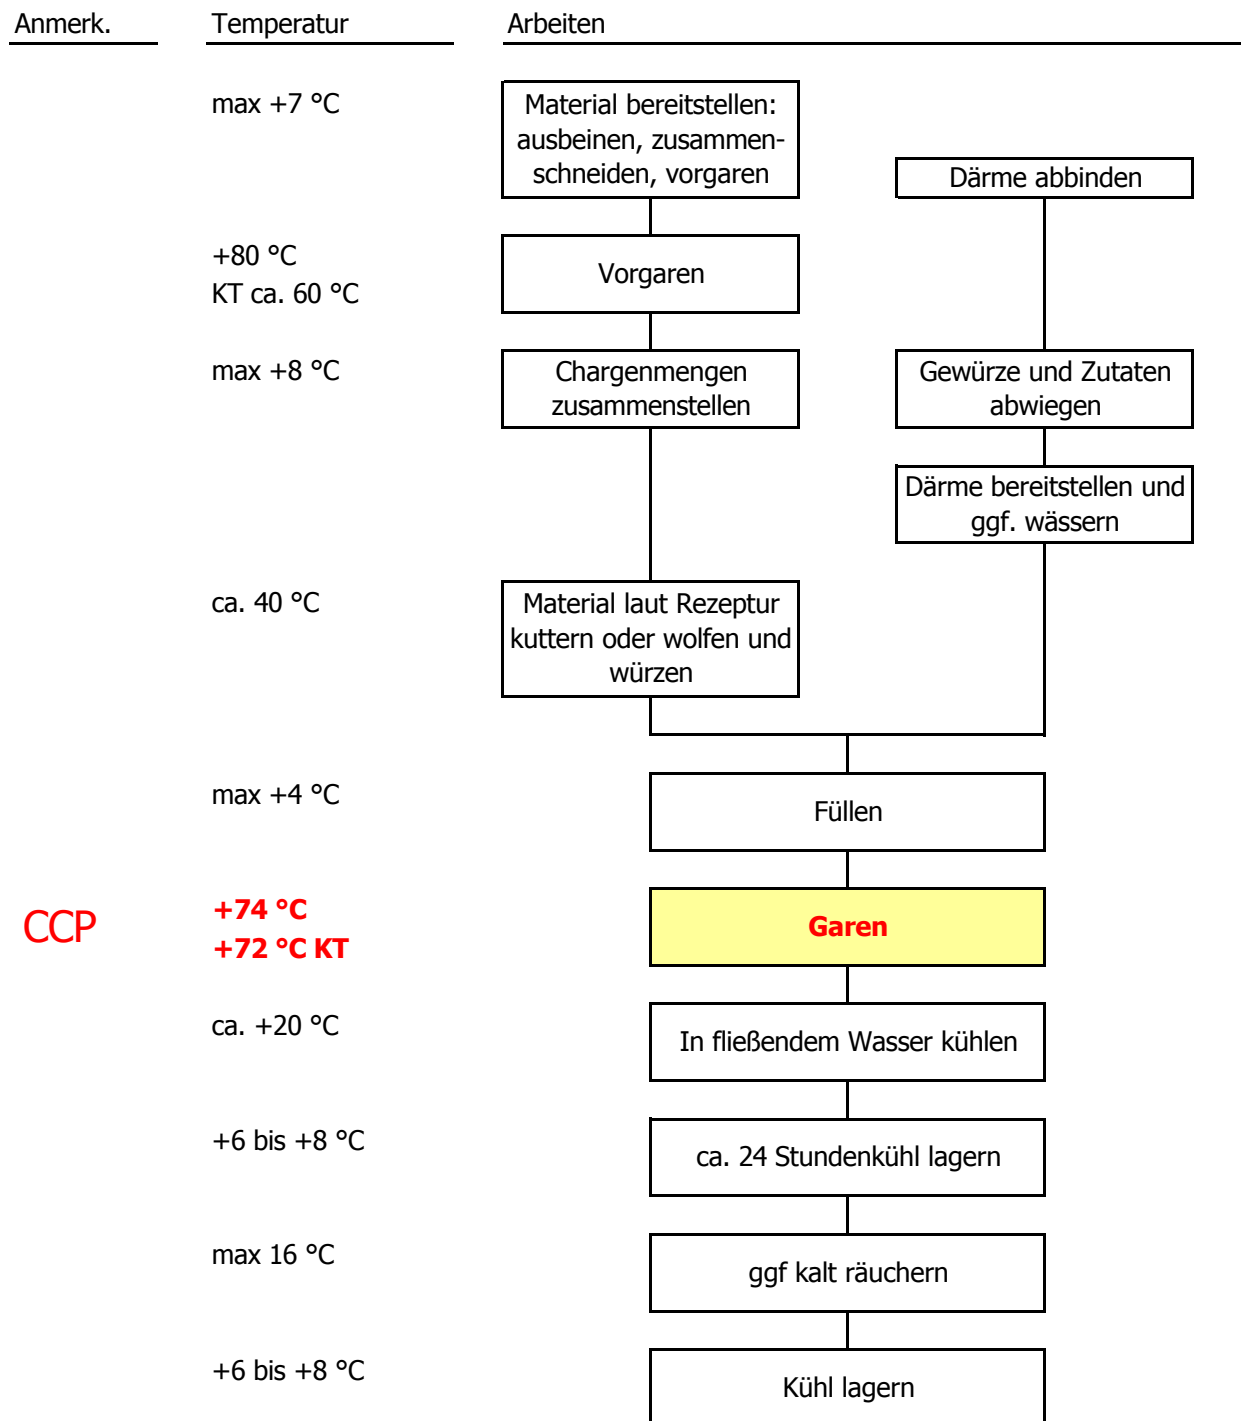 Anmerk. Temperatur Arbeiten
max +7 °C
Material bereitstellen:
ausbeinen, zusammen-
schneiden, vorgaren
Därme abbinden
+80 °C
KT ca. 60 °C
Vorgaren
max +8 °C
Chargenmengen
zusammenstellen
Gewürze und Zutaten
abwiegen
Därme bereitstellen und
ggf. wässern
ca. 40 °C
Material laut Rezeptur
kuttern oder wolfen und
würzen
max +4 °C
Füllen
CCP
+74 °C
+72 °C KT
Garen
ca. +20 °C
In fließendem Wasser kühlen
+6 bis +8 °C
ca. 24 Stundenkühl lagern
max 16 °C
ggf kalt räuchern
+6 bis +8 °C
Kühl lagern